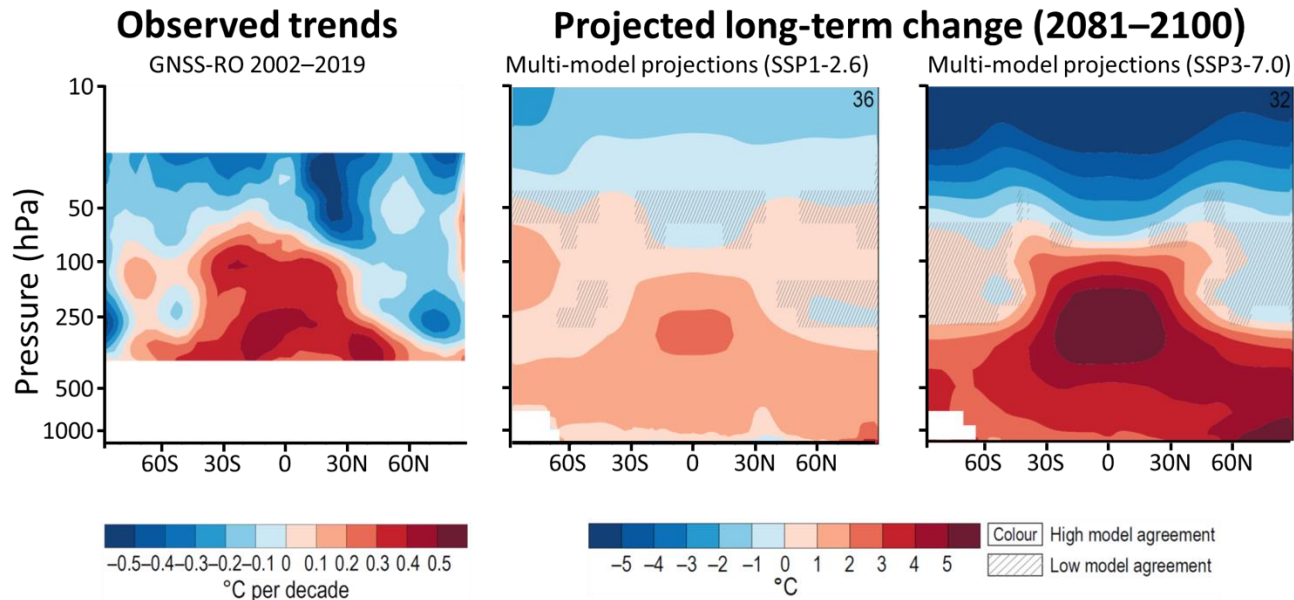 Observed trends
GNSS-RO 2002–2019
Projected long-term change (2081–2100)
Multi-model projections (SSP1-2.6)
Multi-model projections (SSP3-7.0)
Pressure (hPa)
10
50
100
250
500
1000
60S 30S 0 30N 60N
36
60S 30S 0 30N 60N
32
60S 30S 0 30N 60N
–0.5–0.4–0.3–0.2–0.1 0 0.1 0.2 0.3 0.4 0.5
°C per decade
–5 –4 –3 –2 –1 0 1 2 3 4 5
°C
Colour High model agreement
Low model agreement